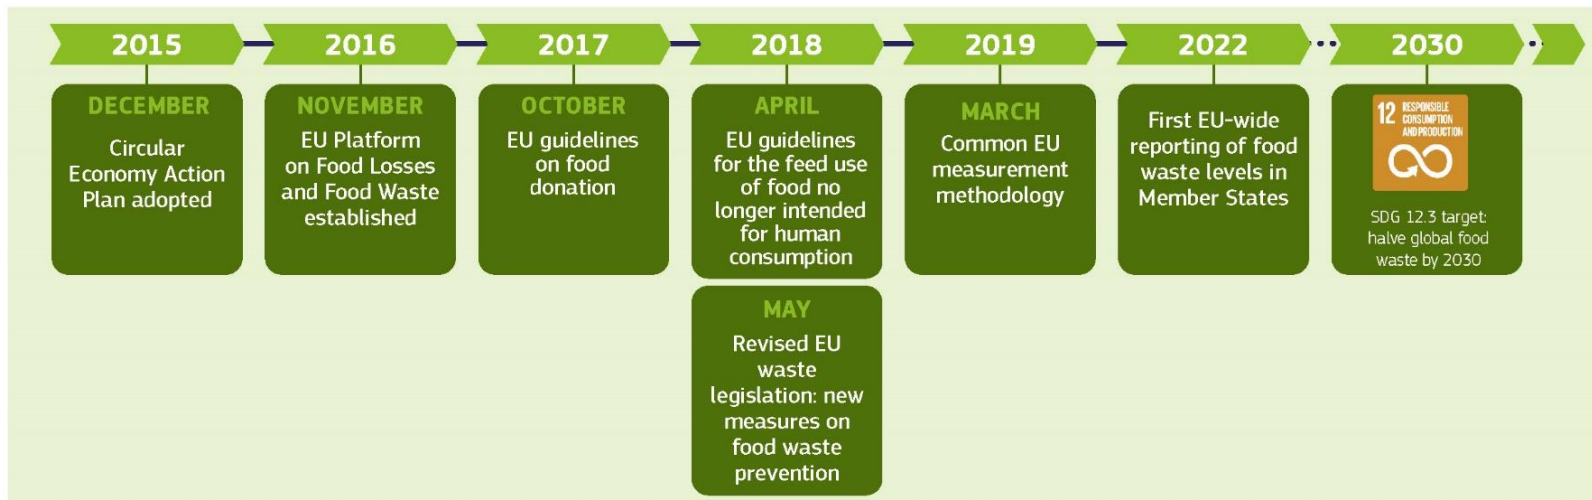 2015
2016
2017
2018
2019
2022
2030
DECEMBER
Circular
Economy Action
Plan adopted
NOVEMBER
EU Platform
on Food Losses
and Food Waste
established
OCTOBER
EU guidelines
on food
donation
APRIL
EU guidelines
for the feed use
of food no
longer intended
for human
consumption
MAY
Revised EU
waste
legislation: new
measures on
food waste
prevention
MARCH
Common EU
measurement
methodology
First EU-wide
reporting of food
waste levels in
Member States
12 RESPONSIBLE
CONSUMPTION
AND PRODUCTION
SDG 12.3 target:
halve global food
waste by 2030